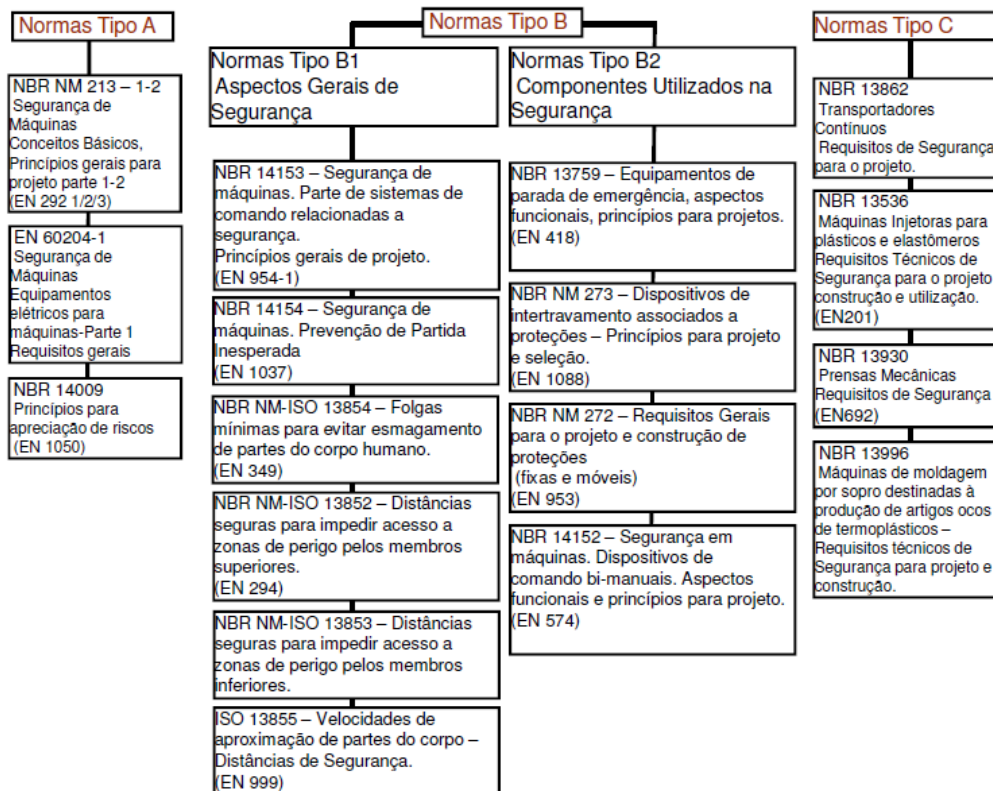 Normas Tipo A
NBR NM 213 – 1-2
Segurança de
Máquinas
Conceitos Básicos,
Princípios gerais para
projeto parte 1-2
(EN 292 1/2/3)
EN 60204-1
Segurança de
Máquinas
Equipamentos
elétricos para
máquinas-Parte 1
Requisitos gerais
NBR 14009
Princípios para
apreciação de riscos
(EN 1050)
Normas Tipo B
Normas Tipo B1
Aspectos Gerais de
Segurança
NBR 14153 – Segurança de
máquinas. Parte de sistemas de
comando relacionadas a
segurança.
Princípios gerais de projeto.
(EN 954-1)
NBR 14154 – Segurança de
máquinas. Prevenção de Partida
Inesperada
(EN 1037)
NBR NM-ISO 13854 – Folgas
mínimas para evitar esmagamento
de partes do corpo humano.
(EN 349)
NBR NM-ISO 13852 – Distâncias
seguras para impedir acesso a
zonas de perigo pelos membros
superiores.
(EN 294)
NBR NM-ISO 13853 – Distâncias
seguras para impedir acesso a
zonas de perigo pelos membros
inferiores.
ISO 13855 – Velocidades de
aproximação de partes do corpo –
Distâncias de Segurança.
(EN 999)
Normas Tipo B2
Componentes Utilizados na
Segurança
NBR 13759 – Equipamentos de
parada de emergência, aspectos
funcionais, princípios para projetos.
(EN 418)
NBR NM 273 – Dispositivos de
intertravamento associados a
proteções – Princípios para projeto
e seleção.
(EN 1088)
NBR NM 272 – Requisitos Gerais
para o projeto e construção de
proteções
(fixas e móveis)
(EN 953)
NBR 14152 – Segurança em
máquinas. Dispositivos de
comando bi-manuais. Aspectos
funcionais e princípios para projeto.
(EN 574)
Normas Tipo C
NBR 13862
Transportadores
Contínuos
Requisitos de Segurança
para o projeto.
NBR 13536
Máquinas Injetoras para
plásticos e elastômeros
Requisitos Técnicos de
Segurança para o projeto
construção e utilização.
(EN201)
NBR 13930
Prensas Mecânicas
Requisitos de Segurança
(EN692)
NBR 13996
Máquinas de moldagem
por sopro destinadas à
produção de artigos ocos
de termoplásticos –
Requisitos técnicos de
Segurança para projeto e
construção.